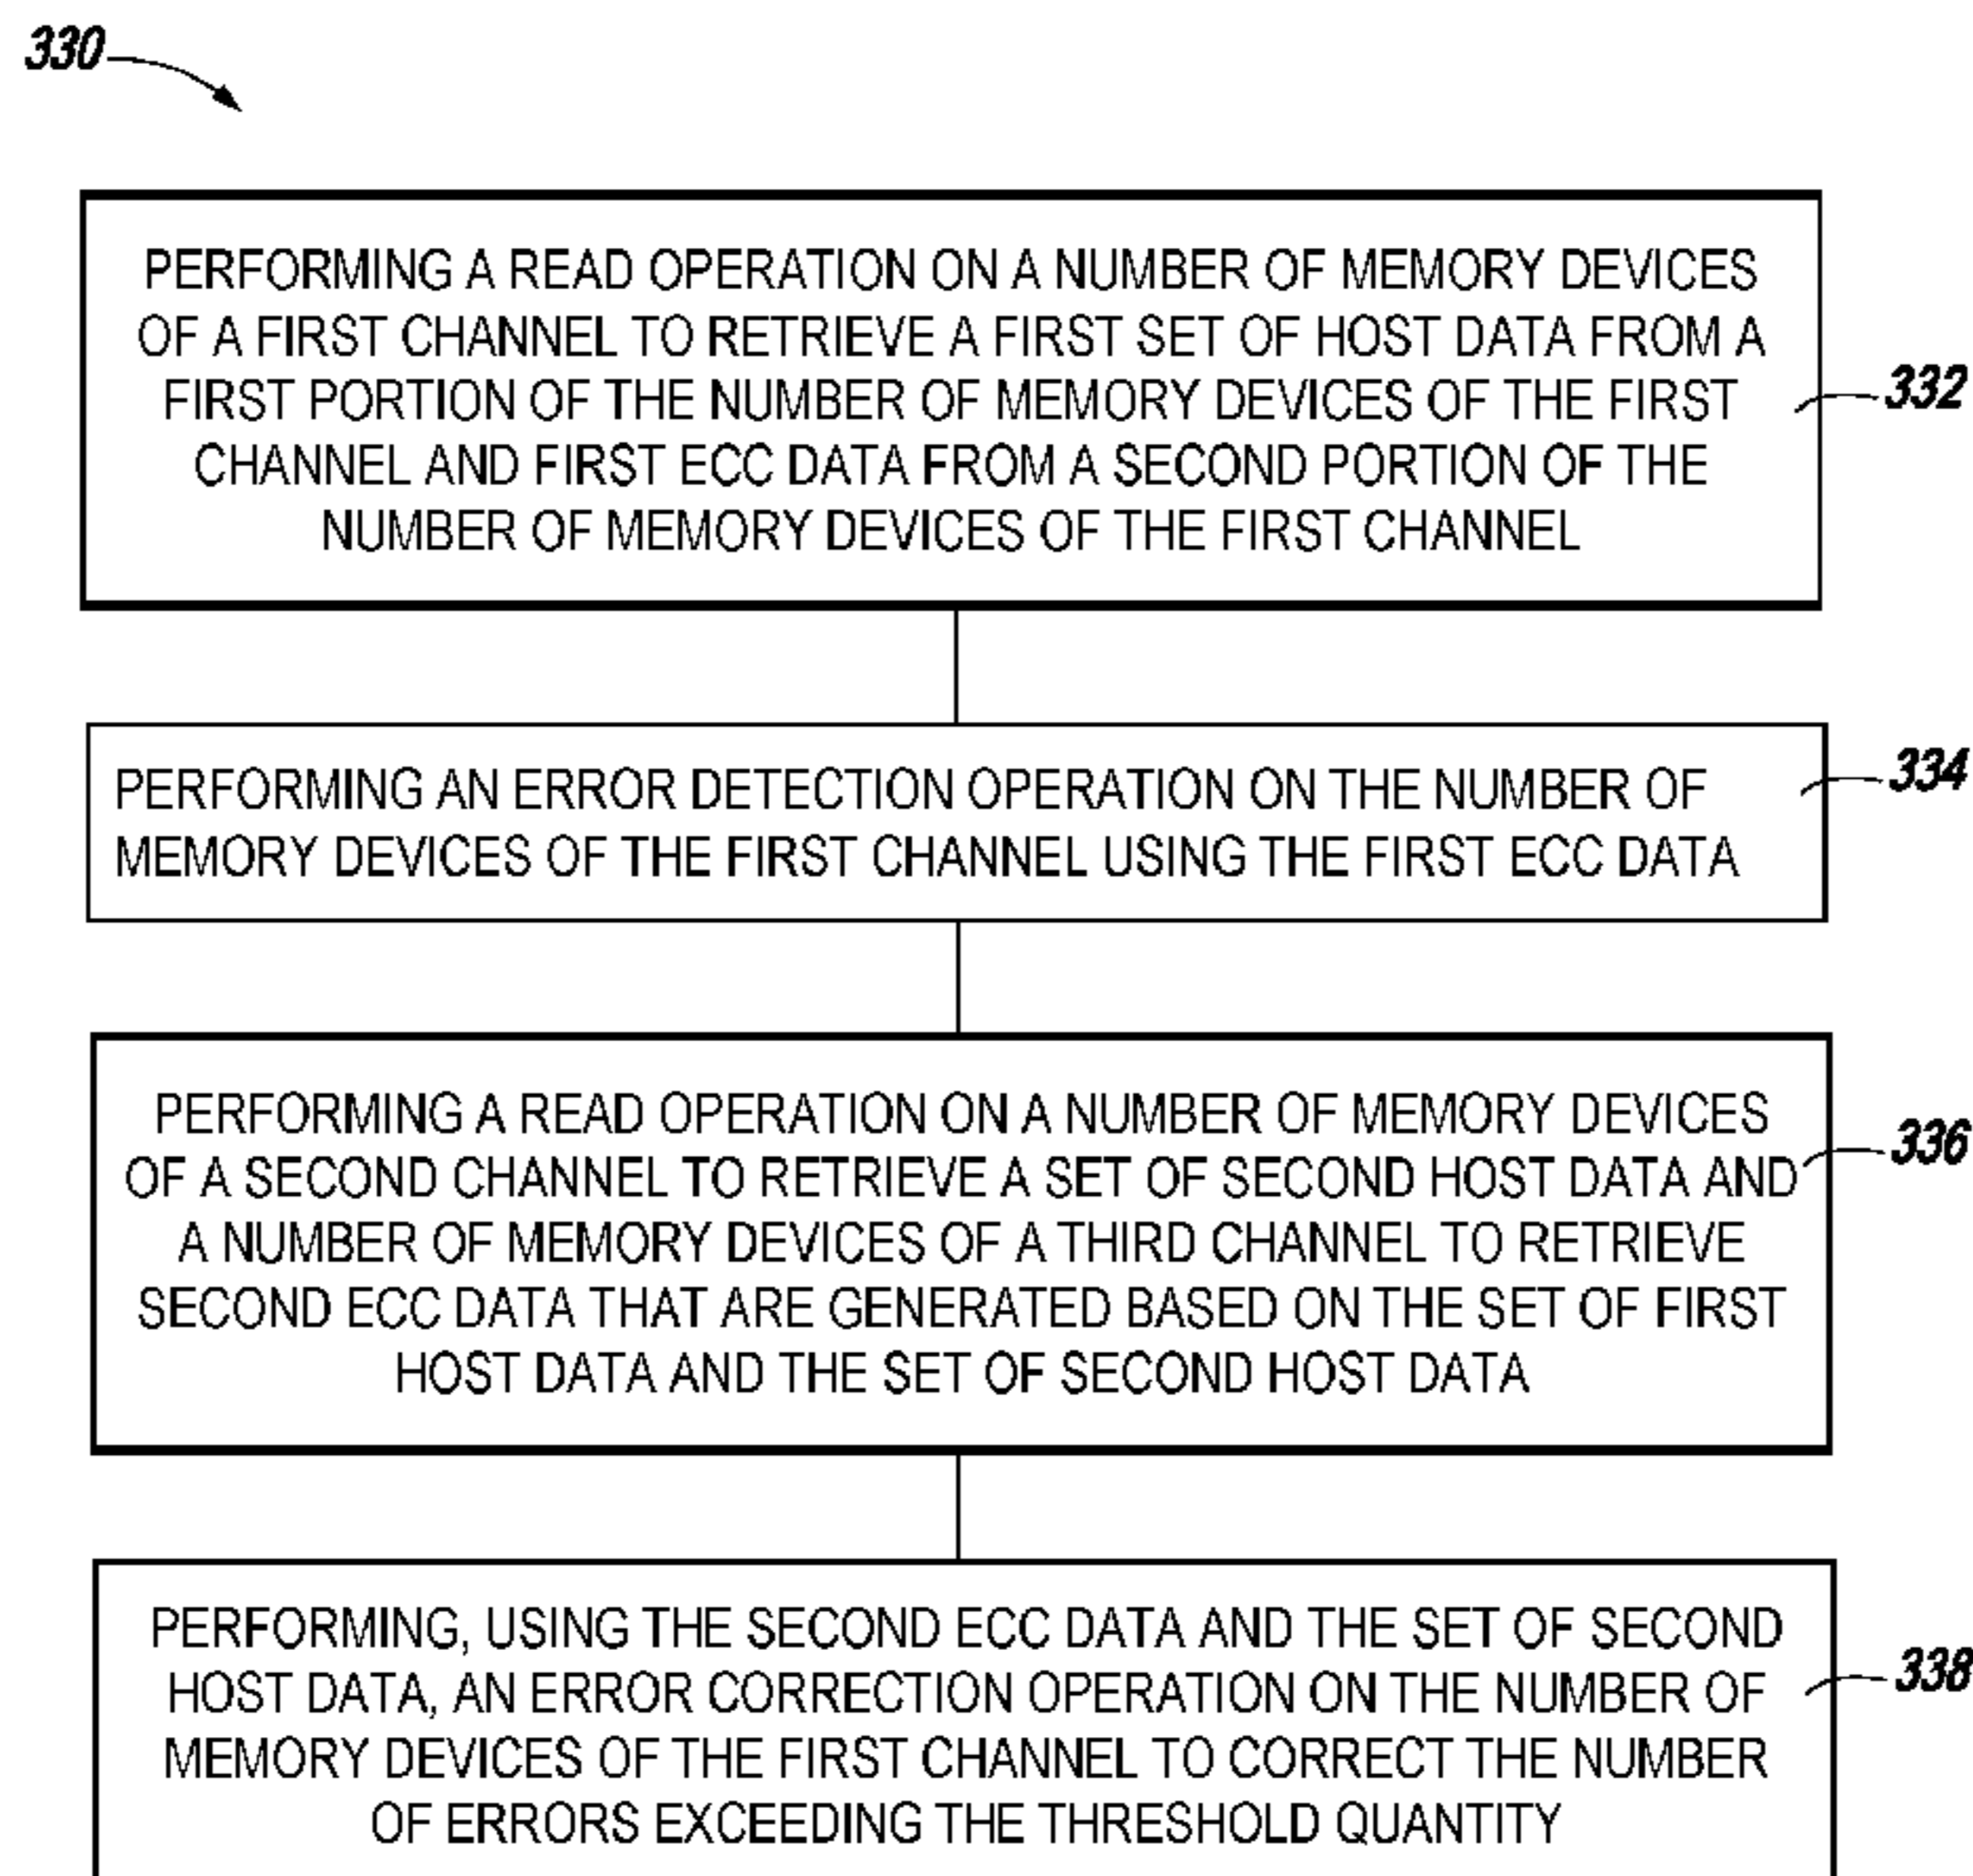 330
PERFORMING A READ OPERATION ON A NUMBER OF MEMORY DEVICES
OF A FIRST CHANNEL TO RETRIEVE A FIRST SET OF HOST DATA FROM A
FIRST PORTION OF THE NUMBER OF MEMORY DEVICES OF THE FIRST
CHANNEL AND FIRST ECC DATA FROM A SECOND PORTION OF THE
NUMBER OF MEMORY DEVICES OF THE FIRST CHANNEL
332
PERFORMING AN ERROR DETECTION OPERATION ON THE NUMBER OF
MEMORY DEVICES OF THE FIRST CHANNEL USING THE FIRST ECC DATA
334
PERFORMING A READ OPERATION ON A NUMBER OF MEMORY DEVICES
OF A SECOND CHANNEL TO RETRIEVE A SET OF SECOND HOST DATA AND
A NUMBER OF MEMORY DEVICES OF A THIRD CHANNEL TO RETRIEVE
SECOND ECC DATA THAT ARE GENERATED BASED ON THE SET OF FIRST
HOST DATA AND THE SET OF SECOND HOST DATA
336
PERFORMING, USING THE SECOND ECC DATA AND THE SET OF SECOND
HOST DATA, AN ERROR CORRECTION OPERATION ON THE NUMBER OF
MEMORY DEVICES OF THE FIRST CHANNEL TO CORRECT THE NUMBER
OF ERRORS EXCEEDING THE THRESHOLD QUANTITY
338